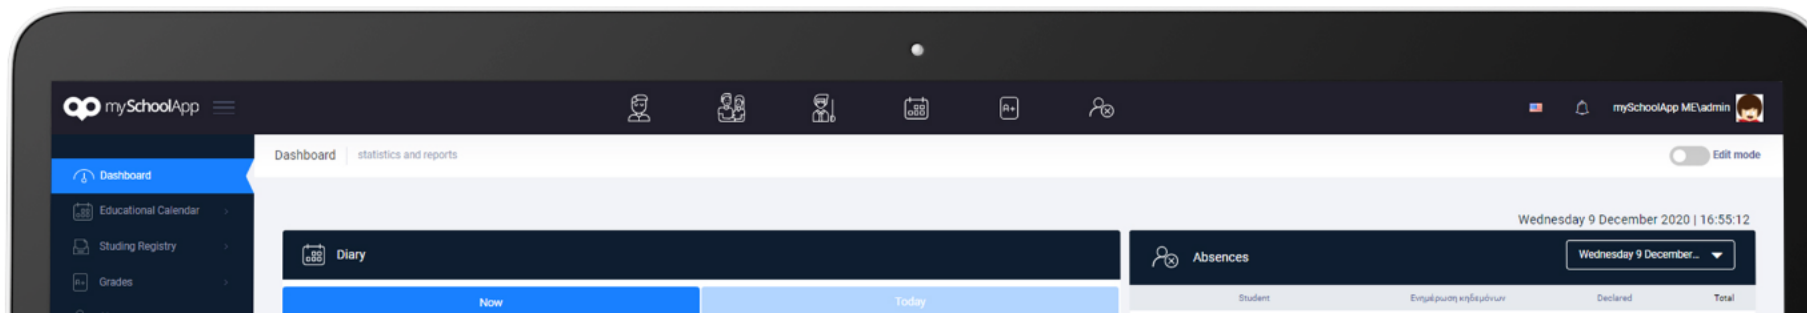 mySchoolApp
mySchoolApp ME\admin
Dashboard statistics and reports
Edit mode
Dashboard
Educational Calendar
Studing Registry
Grades
Wednesday 9 December 2020 | 16:55:12
Diary
Now
Today
Absences
Wednesday 9 December...
Student
Ενημέρωση κηδεμόνων
Declared
Total
A+